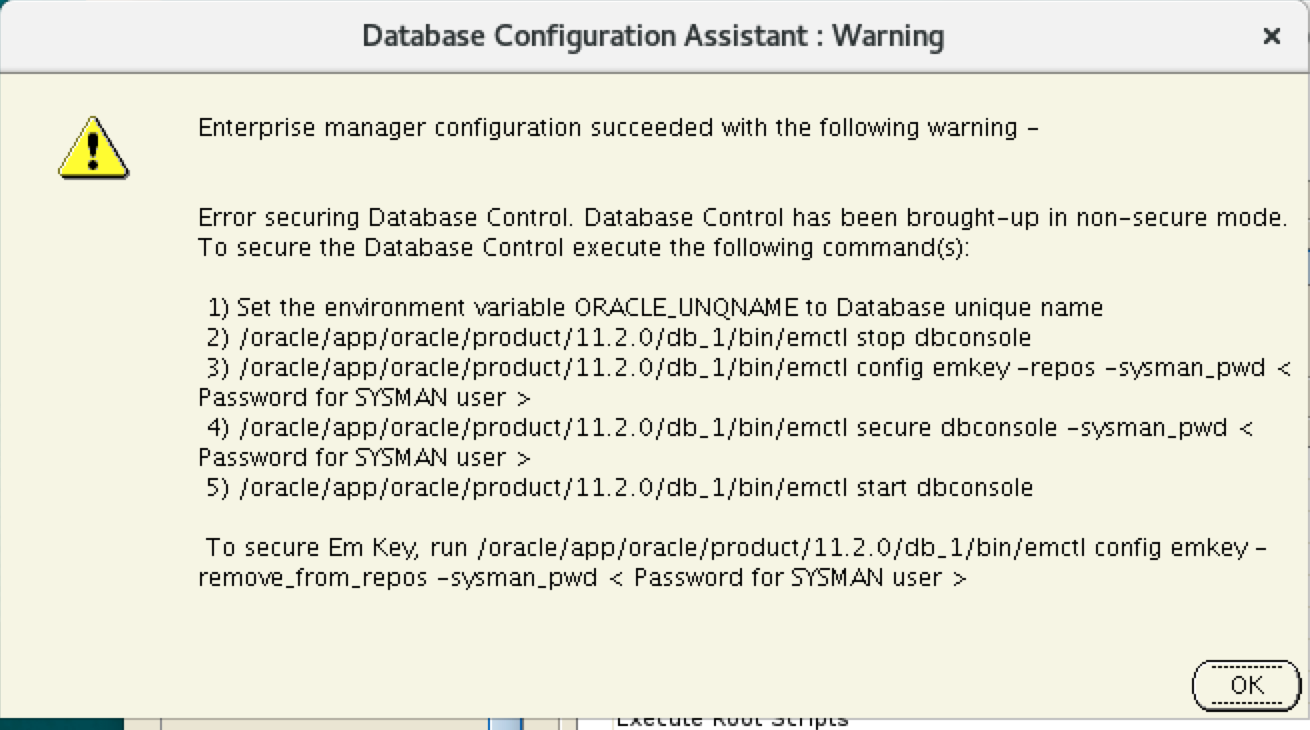 Database Configuration Assistant : Warning
Enterprise manager configuration succeeded with the following warning -
Error securing Database Control. Database Control has been brought-up in non-secure mode.
To secure the Database Control execute the following command(s):
1) Set the environment variable ORACLE_UNQNAME to Database unique name
2) /oracle/app/oracle/product/11.2.0/db_1/bin/emctl stop dbconsole
3) /oracle/app/oracle/product/11.2.0/db_1/bin/emctl config emkey -repos -sysman_pwd <
Password for SYSMAN user >
4) /oracle/app/oracle/product/11.2.0/db_1/bin/emctl secure dbconsole -sysman_pwd <
Password for SYSMAN user >
5) /oracle/app/oracle/product/11.2.0/db_1/bin/emctl start dbconsole
To secure Em Key, run /oracle/app/oracle/product/11.2.0/db_1/bin/emctl config emkey -
remove_from_repos -sysman_pwd < Password for SYSMAN user >
OK
Execute Root Scripts